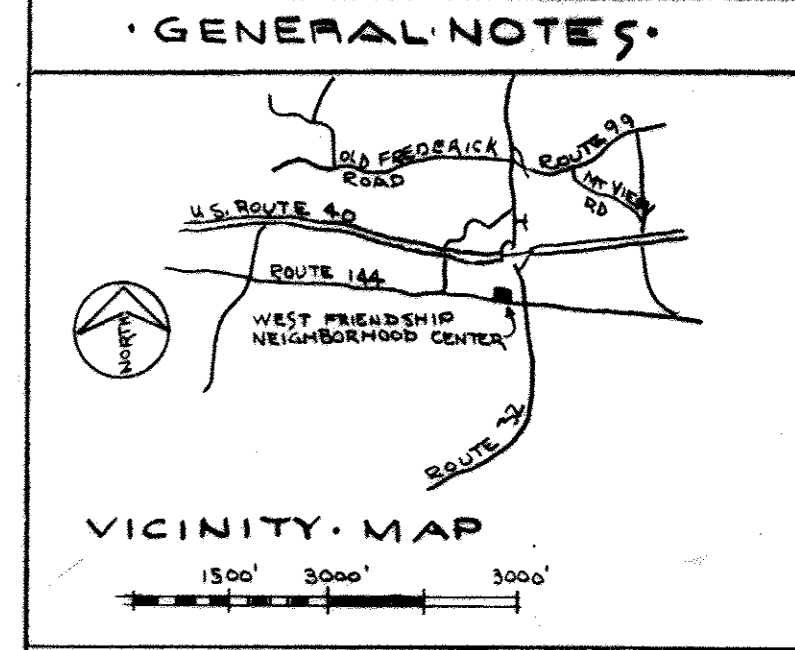 · GENERAL · NOTES ·
OLD FREDERICK
ROAD
ROUTE 99
MT VIEW
RD
U.S. ROUTE 40
ROUTE 144
WEST FRIENDSHIP
NEIGHBORHOOD CENTER
NORTH
ROUTE 32
VICINITY · MAP
1500' 3000' 3000'